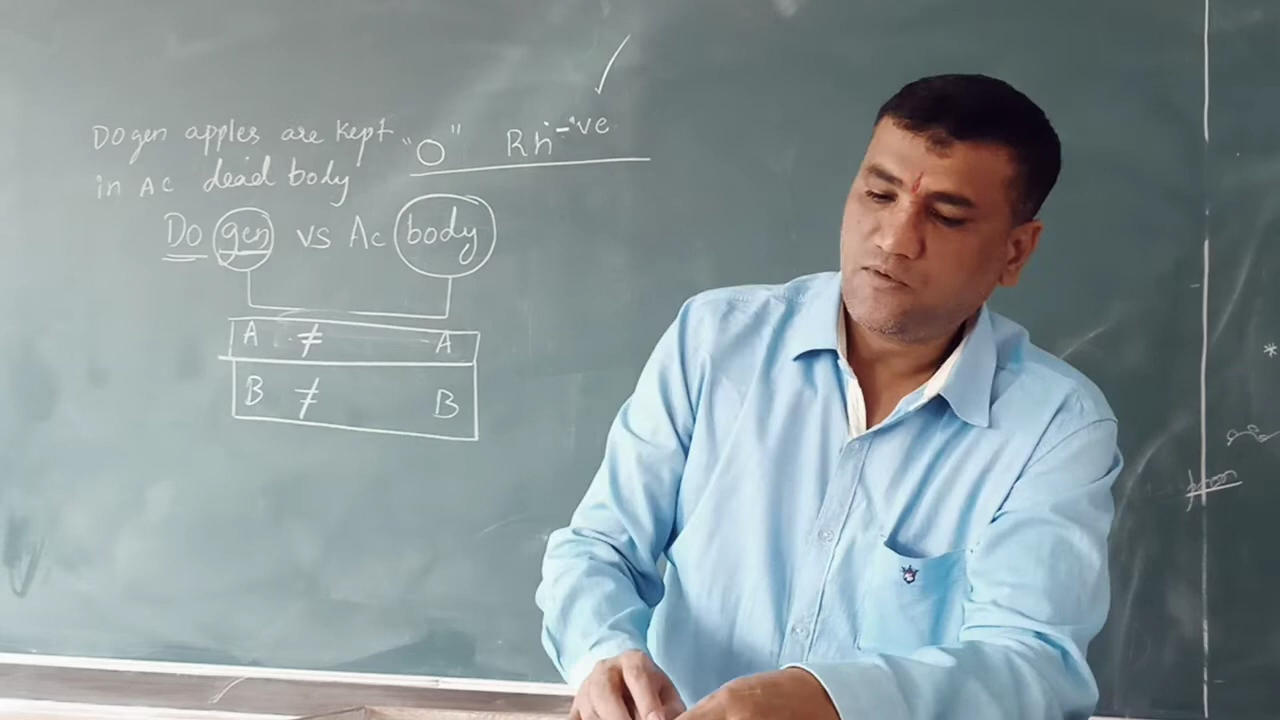 Dogen apples are kept
in Ac dead body
"O" Rh-ve
Do gen vs Ac body
A ≠ A
B ≠ B
*